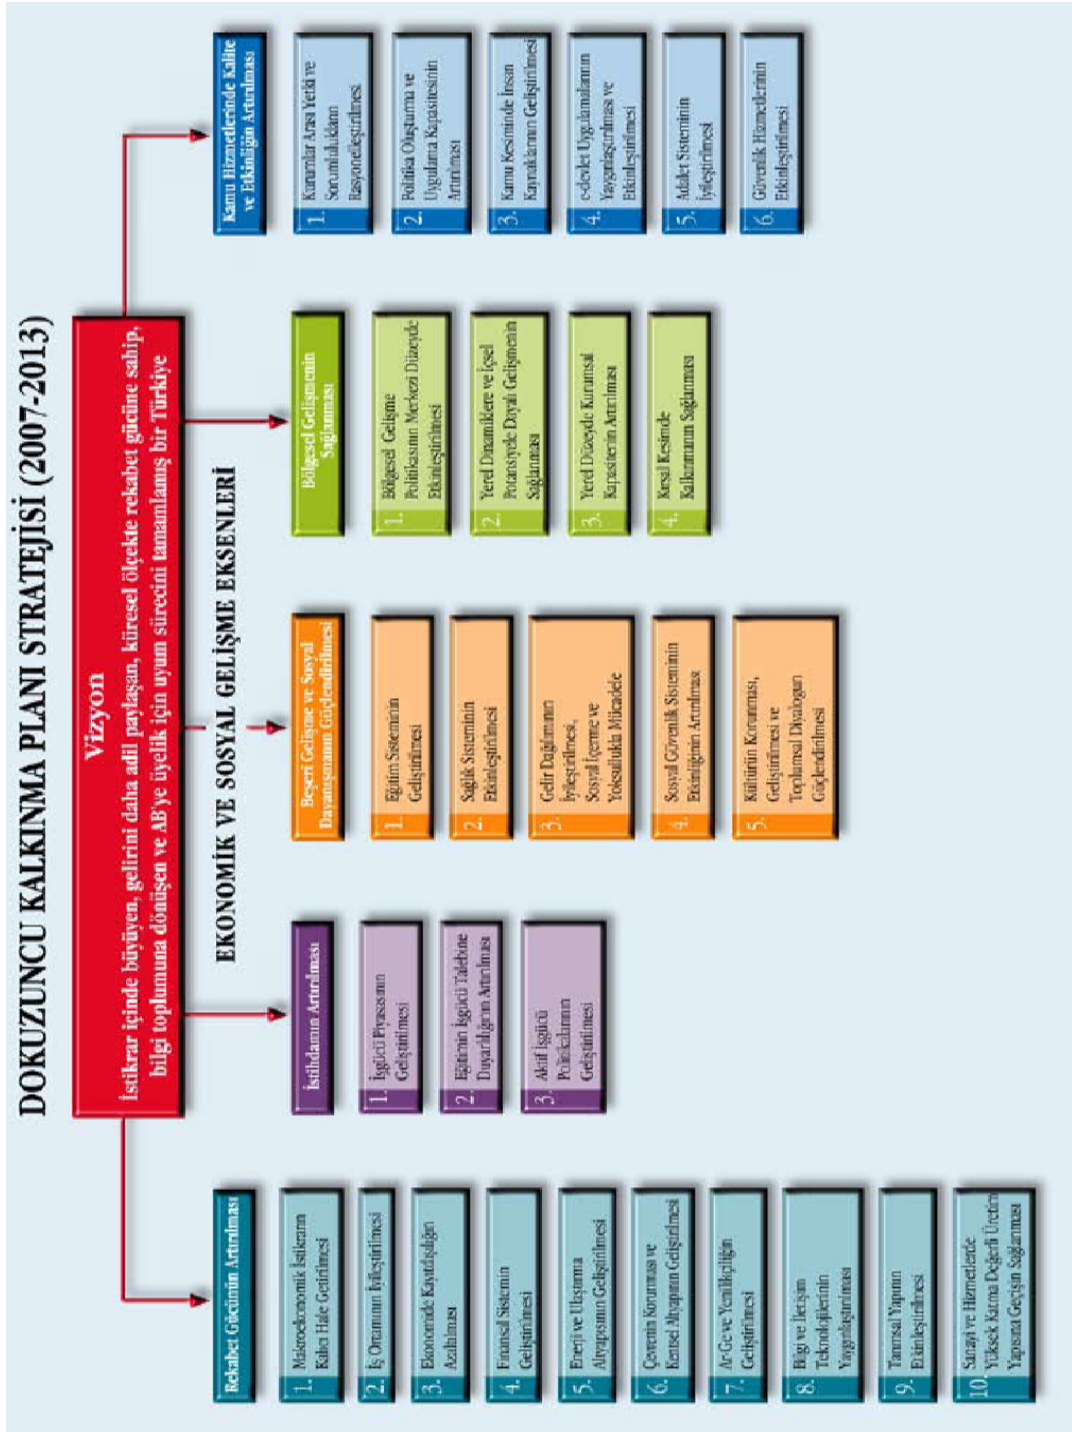 DOKUZUNCU KALKINMA PLANI STRATEJİSİ (2007-2013)
Vizyon
İstikrar içinde büyüyen, gelirini daha adil paylaşan, küresel ölçekte rekabet gücüne sahip,
bilgi toplumuna dönüşen ve AB'ye üyelik için uyum sürecini tamamlamış bir Türkiye
EKONOMİK VE SOSYAL GELİŞME EKSENLERİ
Rekabet Gücünün Artırılması
1. Makroekonomik İstikrarın
Kalıcı Hale Getirilmesi
2. İş Ortamının İyileştirilmesi
3. Ekonomide Kayıtdışılığın
Azaltılması
4. Finansal Sistemin
Geliştirilmesi
5. Enerji ve Ulaştırma
Altyapısının Geliştirilmesi
6. Çevrenin Korunması ve
Kentsel Altyapının Geliştirilmesi
7. Ar-Ge ve Yenilikçiliğin
Geliştirilmesi
8. Bilgi ve İletişim
Teknolojilerinin
Yaygınlaştırılması
9. Tarımsal Yapının
Etkinleştirilmesi
10. Sanayi ve Hizmetlerde
Yüksek Katma Değerli Üretim
Yapısına Geçişin Sağlanması
İstihdamın Artırılması
1. İşgücü Piyasasının
Geliştirilmesi
2. Eğitimin İşgücü Talebine
Duyarlılığının Artırılması
3. Aktif İşgücü
Politikalarının
Geliştirilmesi
Beşeri Gelişme ve Sosyal
Dayanışmanın Güçlendirilmesi
1. Eğitim Sisteminin
Geliştirilmesi
2. Sağlık Sisteminin
Etkinleştirilmesi
3. Gelir Dağılımının
İyileştirilmesi,
Sosyal İçerme ve
Yoksullukla Mücadele
4. Sosyal Güvenlik Sisteminin
Etkinliğinin Artırılması
5. Kültürün Korunması,
Geliştirilmesi ve
Toplumsal Diyalogun
Güçlendirilmesi
Bölgesel Gelişmenin
Sağlanması
1. Bölgesel Gelişme
Politikasının Merkezi Düzeyde
Etkinleştirilmesi
2. Yerel Dinamiklere ve İçsel
Potansiyele Dayalı Gelişmenin
Sağlanması
3. Yerel Düzeyde Kurumsal
Kapasitenin Artırılması
4. Kırsal Kesimde
Kalkınmanın Sağlanması
Kamu Hizmetlerinde Kalite
ve Etkinliğin Artırılması
1. Kurumlar Arası Yetki ve
Sorumlulukların
Rasyonelleştirilmesi
2. Politika Oluşturma ve
Uygulama Kapasitesinin
Artırılması
3. Kamu Kesiminde İnsan
Kaynaklarının Geliştirilmesi
4. e-devlet Uygulamalarının
Yaygınlaştırılması ve
Etkinleştirilmesi
5. Adalet Sisteminin
İyileştirilmesi
6. Güvenlik Hizmetlerinin
Etkinleştirilmesi